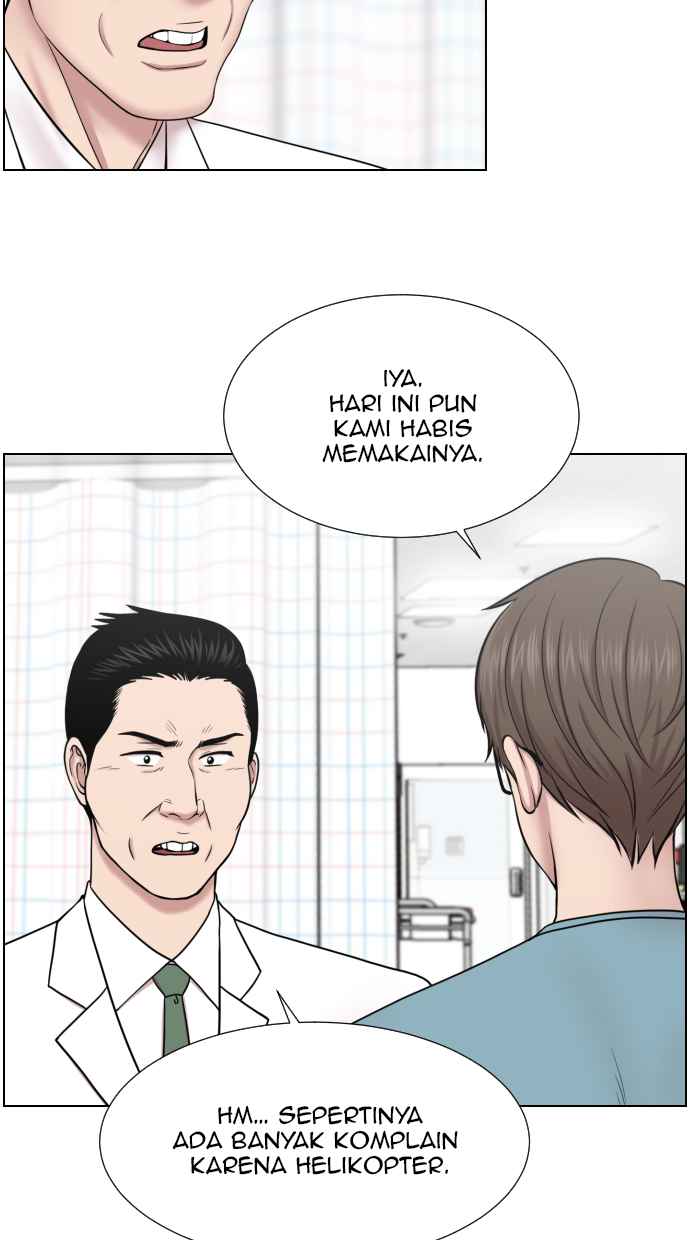 IYA,
HARI INI PUN
KAMI HABIS
MEMAKAINYA.
HM... SEPERTINYA
ADA BANYAK KOMPLAIN
KARENA HELIKOPTER.